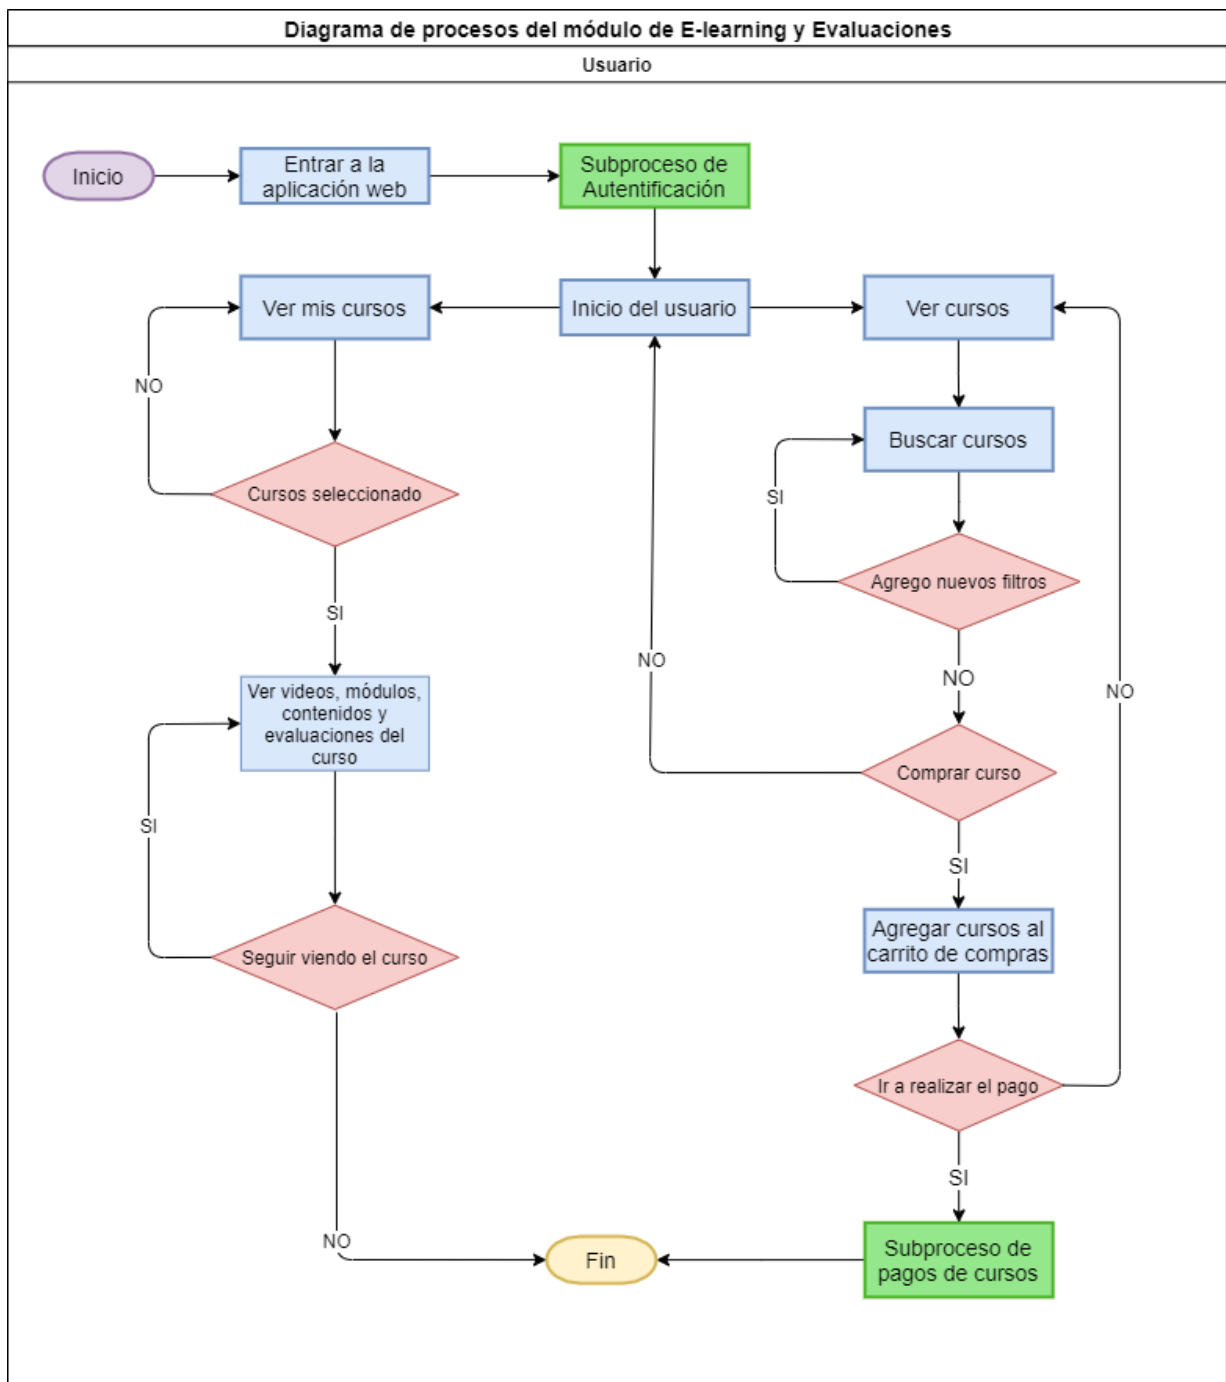 Diagrama de procesos del módulo de E-learning y Evaluaciones
Usuario
Inicio
Entrar a la
aplicación web
Subproceso de
Autentificación
Ver mis cursos
Inicio del usuario
Ver cursos
NO
Buscar cursos
Cursos seleccionado
SI
Agrego nuevos filtros
SI
NO
NO
NO
Ver videos, módulos,
contenidos y
evaluaciones del
curso
Comprar curso
SI
SI
Agregar cursos al
carrito de compras
Seguir viendo el curso
Ir a realizar el pago
SI
NO
Fin
Subproceso de
pagos de cursos